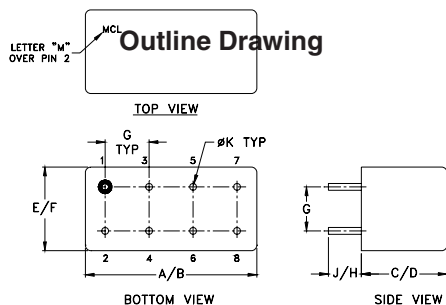 Outline Drawing
MCL
LETTER "M"
OVER PIN 2
TOP VIEW
G
TYP
øK TYP
1 3 5 7
E/F
G
2 4 6 8
A/B
J/H C/D
BOTTOM VIEW SIDE VIEW